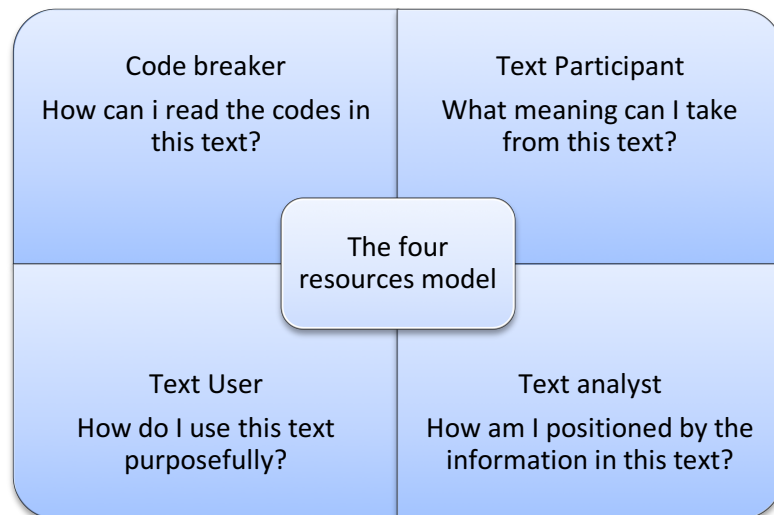 Code breaker
How can i read the codes in
this text?
Text Participant
What meaning can I take
from this text?
The four
resources model
Text User
How do I use this text
purposefully?
Text analyst
How am I positioned by the
information in this text?